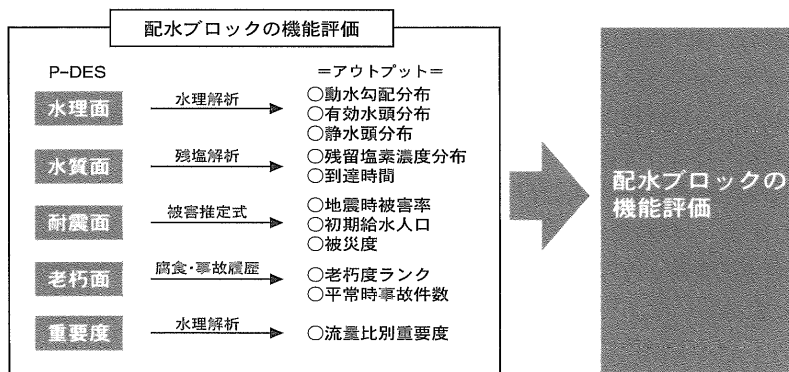 配水ブロックの機能評価
P-DES
=アウトプット=
水理面
水理解析
○動水勾配分布
○有効水頭分布
○静水頭分布
水質面
残塩解析
○残留塩素濃度分布
○到達時間
耐震面
被害推定式
○地震時被害率
○初期給水人口
○被災度
老朽面
腐食・事故履歴
○老朽度ランク
○平常時事故件数
重要度
水理解析
○流量比別重要度
配水ブロックの
機能評価